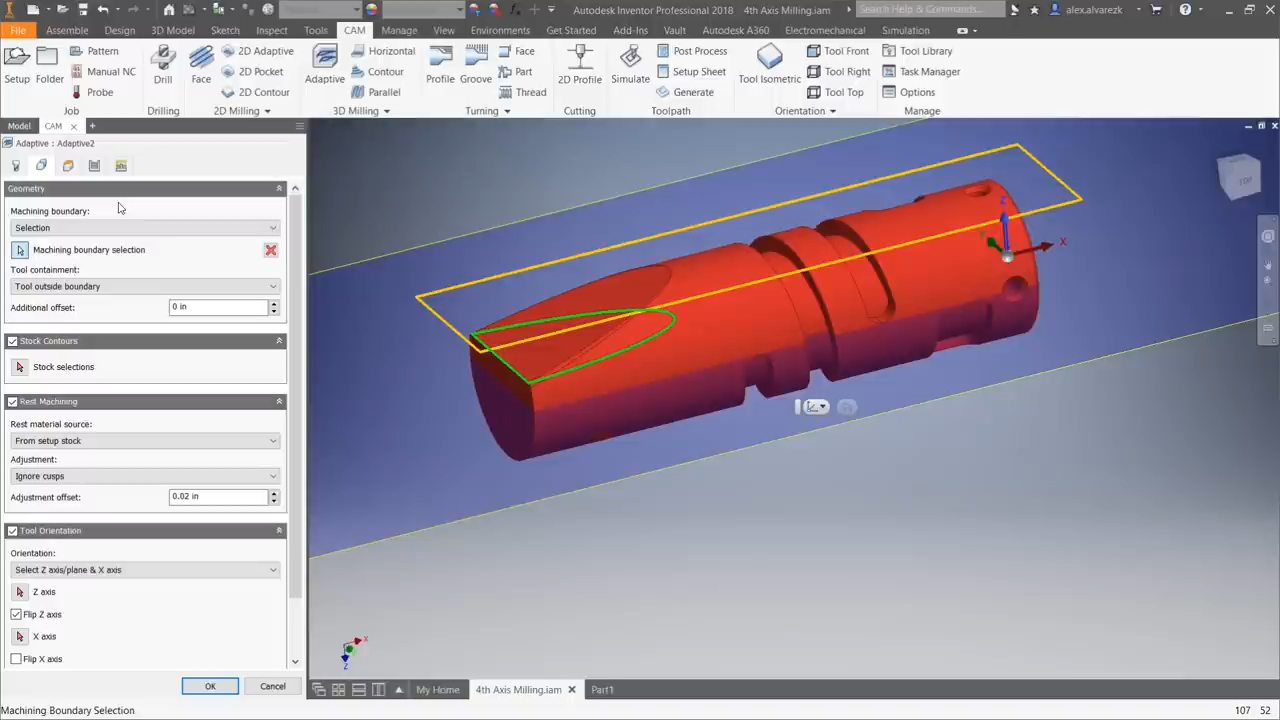 Autodesk Inventor Professional 2018 4th Axis Milling.iam
Search Help & Commands...
alex.alvarezk
File Assembly Design 3D Model Sketch Inspect Tools CAM Manage View Environments Get Started Add-Ins Vault Autodesk A360 Electromechanical Simulation
Setup Folder Pattern Manual NC Probe
Drill Face 2D Adaptive 2D Pocket 2D Contour
Adaptive Horizontal Contour Parallel
Profile Groove Face Part Thread
2D Profile
Simulate Post Process Setup Sheet Generate
Tool Isometric Tool Front Tool Right Tool Top
Tool Library Task Manager Options
Job Drilling 2D Milling 3D Milling Turning Cutting Toolpath Orientation Manage
Model CAM
Adaptive : Adaptive2
Geometry
Machining boundary:
Selection
Machining boundary selection
Tool containment:
Tool outside boundary
Additional offset: 0 in
Stock Contours
Stock selections
Rest Machining
Rest material source:
From setup stock
Adjustment:
Ignore cusps
Adjustment offset: 0.02 in
Tool Orientation
Orientation:
Select Z axis/plane & X axis
Z axis
Flip Z axis
X axis
Flip X axis
OK Cancel
TOP
Z
X
X
Z
My Home 4th Axis Milling.iam Part1
Machining Boundary Selection
107 52